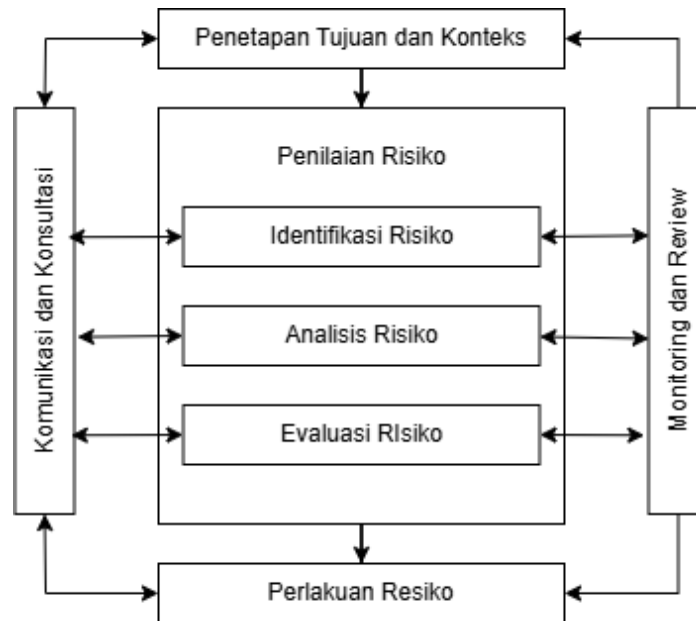 Penetapan Tujuan dan Konteks
Komunikasi dan Konsultasi
Penilaian Risiko
Identifikasi Risiko
Analisis Risiko
Evaluasi RIsiko
Monitoring dan Review
Perlakuan Resiko